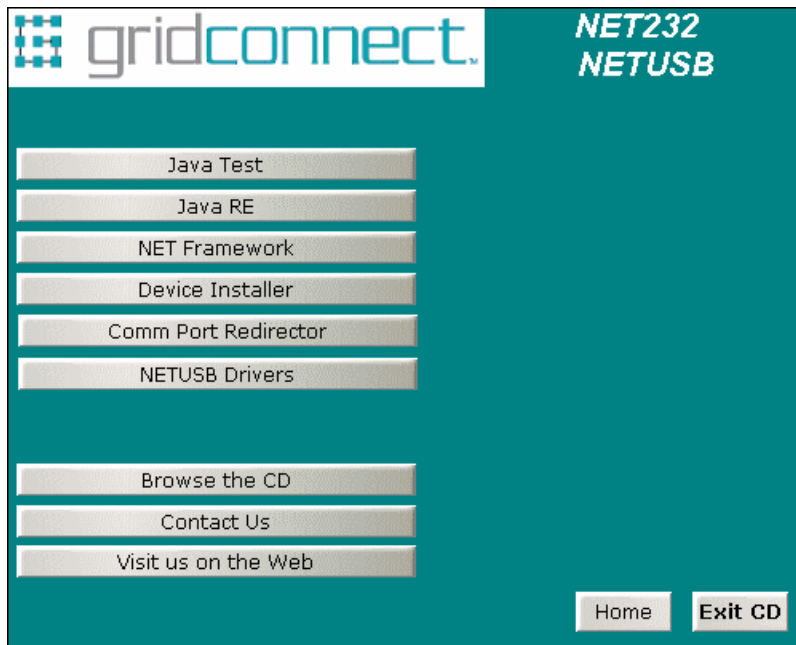 gridconnect™
NET232
NETUSB
Java Test
Java RE
NET Framework
Device Installer
Comm Port Redirector
NETUSB Drivers
Browse the CD
Contact Us
Visit us on the Web
Home
Exit CD